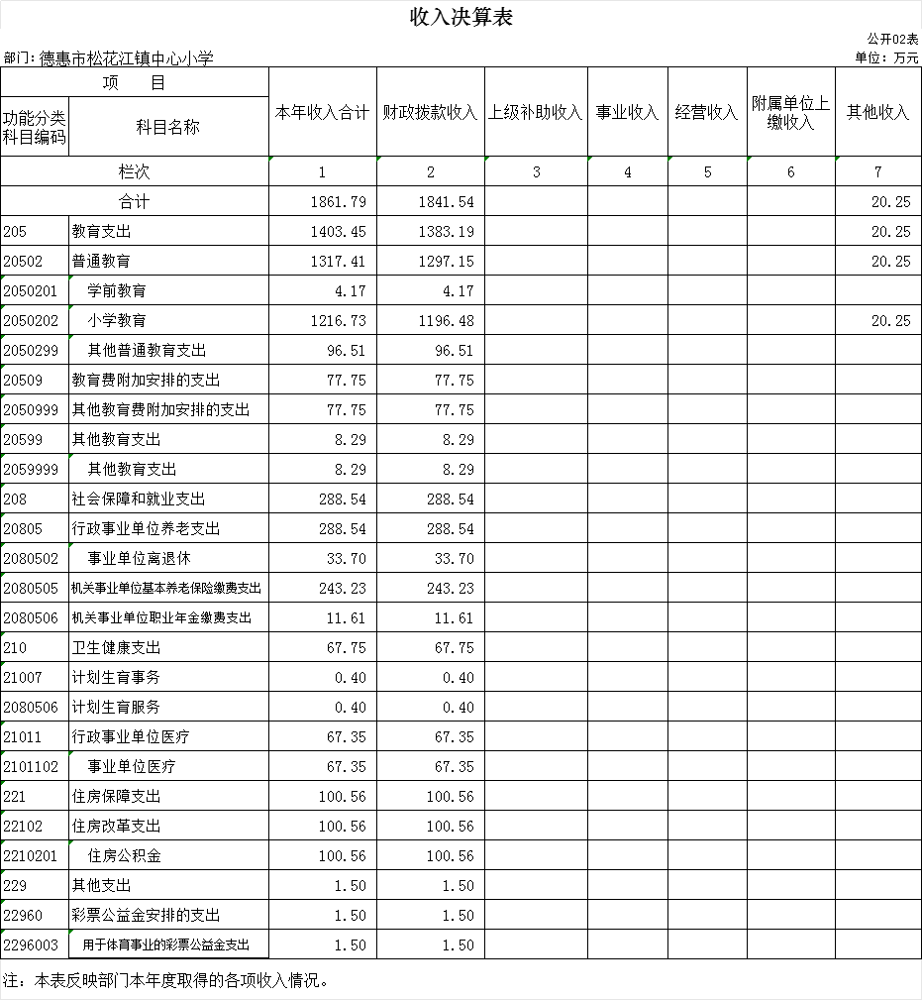 收入决算表
公开02表
部门：德惠市松花江镇中心小学 单位：万元
项 目 本年收入合计 财政拨款收入 上级补助收入 事业收入 经营收入 附属单位上缴收入 其他收入
功能分类科目编码 科目名称
栏次 1 2 3 4 5 6 7
合计 1861.79 1841.54 20.25
205 教育支出 1403.45 1383.19 20.25
20502 普通教育 1317.41 1297.15 20.25
2050201 学前教育 4.17 4.17
2050202 小学教育 1216.73 1196.48 20.25
2050299 其他普通教育支出 96.51 96.51
20509 教育费附加安排的支出 77.75 77.75
2050999 其他教育费附加安排的支出 77.75 77.75
20599 其他教育支出 8.29 8.29
2059999 其他教育支出 8.29 8.29
208 社会保障和就业支出 288.54 288.54
20805 行政事业单位养老支出 288.54 288.54
2080502 事业单位离退休 33.70 33.70
2080505 机关事业单位基本养老保险缴费支出 243.23 243.23
2080506 机关事业单位职业年金缴费支出 11.61 11.61
210 卫生健康支出 67.75 67.75
21007 计划生育事务 0.40 0.40
2080506 计划生育服务 0.40 0.40
21011 行政事业单位医疗 67.35 67.35
2101102 事业单位医疗 67.35 67.35
221 住房保障支出 100.56 100.56
22102 住房改革支出 100.56 100.56
2210201 住房公积金 100.56 100.56
229 其他支出 1.50 1.50
22960 彩票公益金安排的支出 1.50 1.50
2296003 用于体育事业的彩票公益金支出 1.50 1.50
注：本表反映部门本年度取得的各项收入情况。